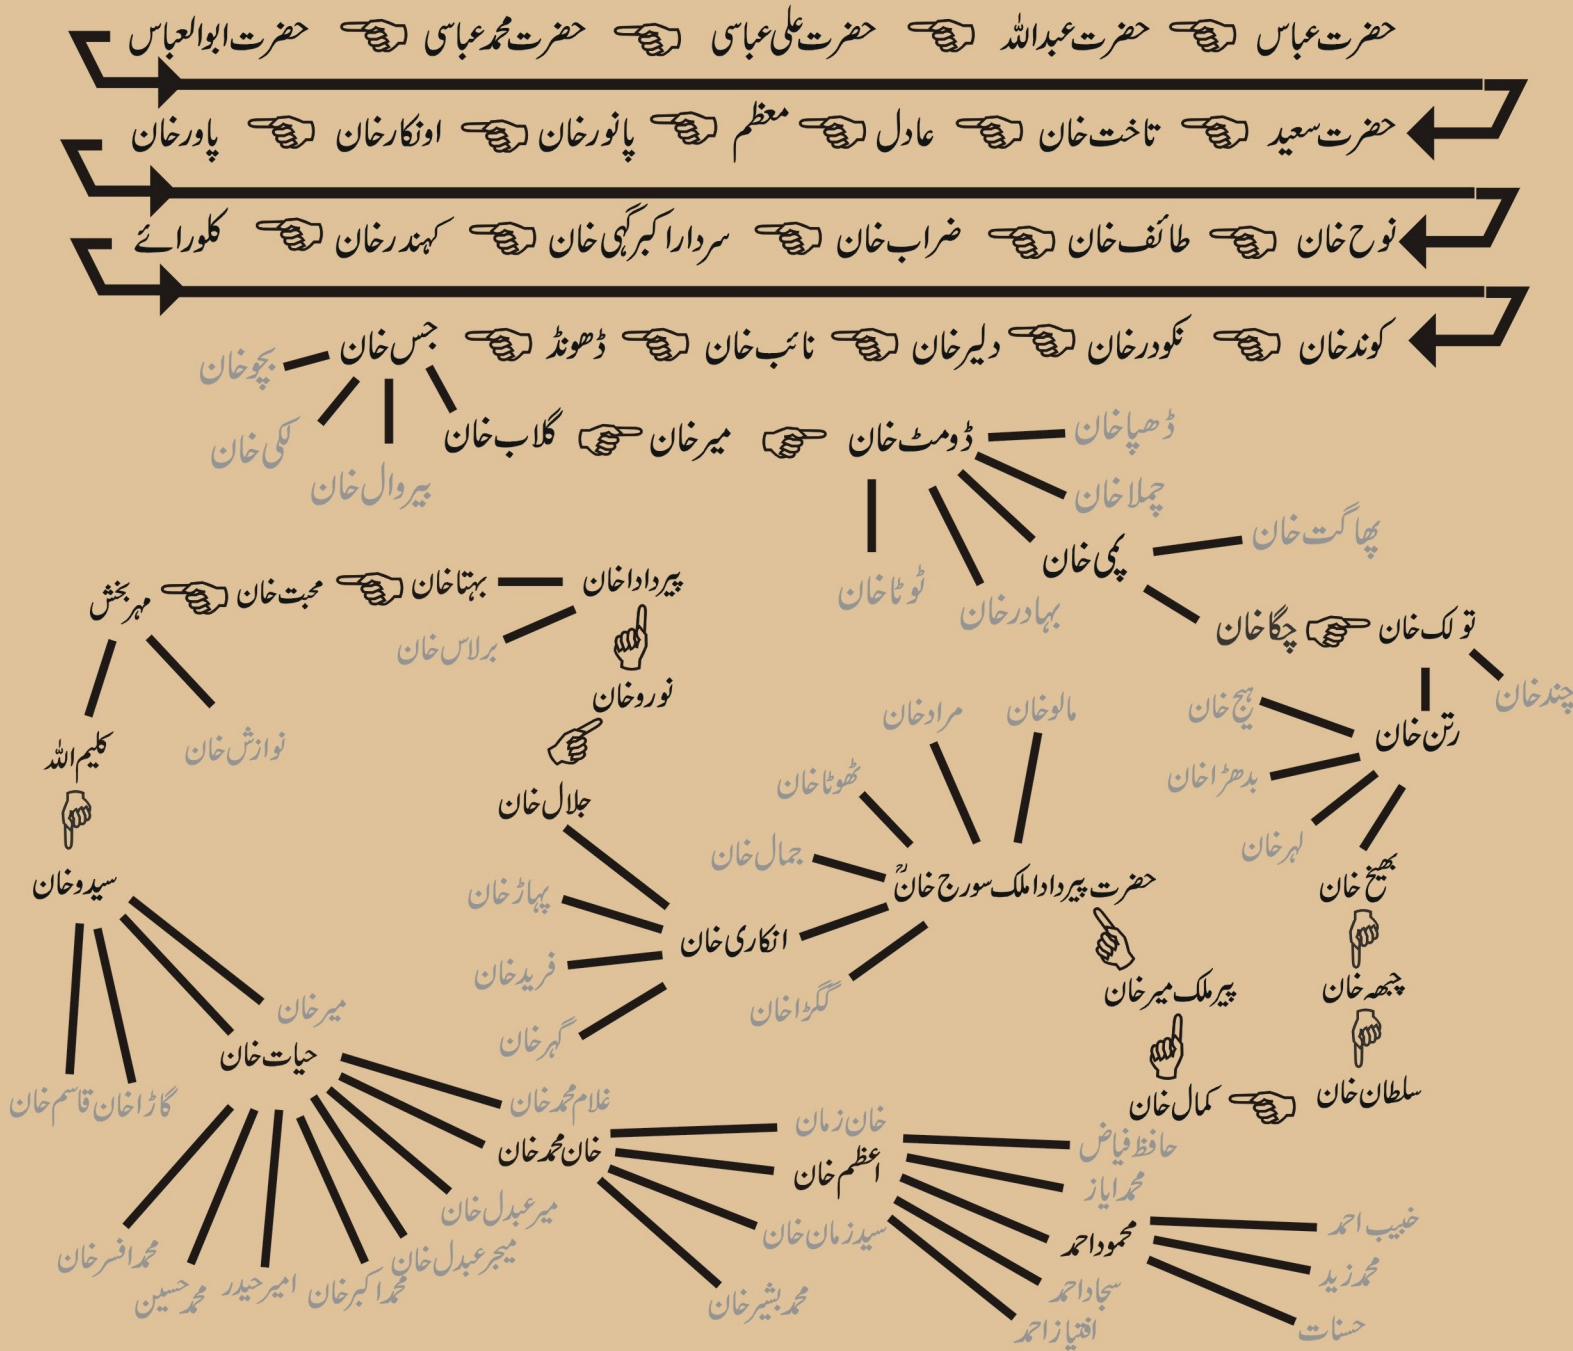 حضرت عباس حضرت عبداللہ حضرت علی عباسی حضرت محمد عباسی حضرت ابوالعباس
حضرت سعید تاخت خان عادل معظم پانور خان اونکار خان پاور خان
نوح خان طائف خان ضراب خان سردار اکبر گہی خان کہندر خان کلورائے
کوند خان نکودر خان دلیر خان نائب خان ڈھونڈ جس خان بچو خان
ڈھپا خان ڈومٹ خان میر خان گلاب خان لکی خان
چملا خان بیروال خان
پھاگت خان پمی خان
ٹوٹا خان بہادر خان
پیردادا خان بہتا خان محبت خان مہر بخش
تولک خان چگا خان برلاس خان
چند خان نورو خان
مالو خان مراد خان ہیج خان رتن خان
نوازش خان کلیم اللہ
ٹھوٹا خان بدھڑا خان
جلال خان
لہر خان جمال خان
بھیخ خان حضرت پیردادا ملک سورج خانؒ پہاڑ خان سیدو خان
انکاری خان
فرید خان
چبھہ خان پیر ملک میر خان گگڑا خان میر خان
گہر خان حیات خان
سلطان خان کمال خان غلام محمد خان گاڑا خان قاسم خان
خان زمان خان محمد خان
حافظ فیاض
اعظم خان
محمد ایاز
خبیب احمد محمود احمد سید زمان خان میر عبدل خان
میجر عبدل خان محمد افسر خان
محمد زید سجاد احمد محمد بشیر خان محمد اکبر خان امیر حیدر محمد حسین
حسنات افتیاز احمد